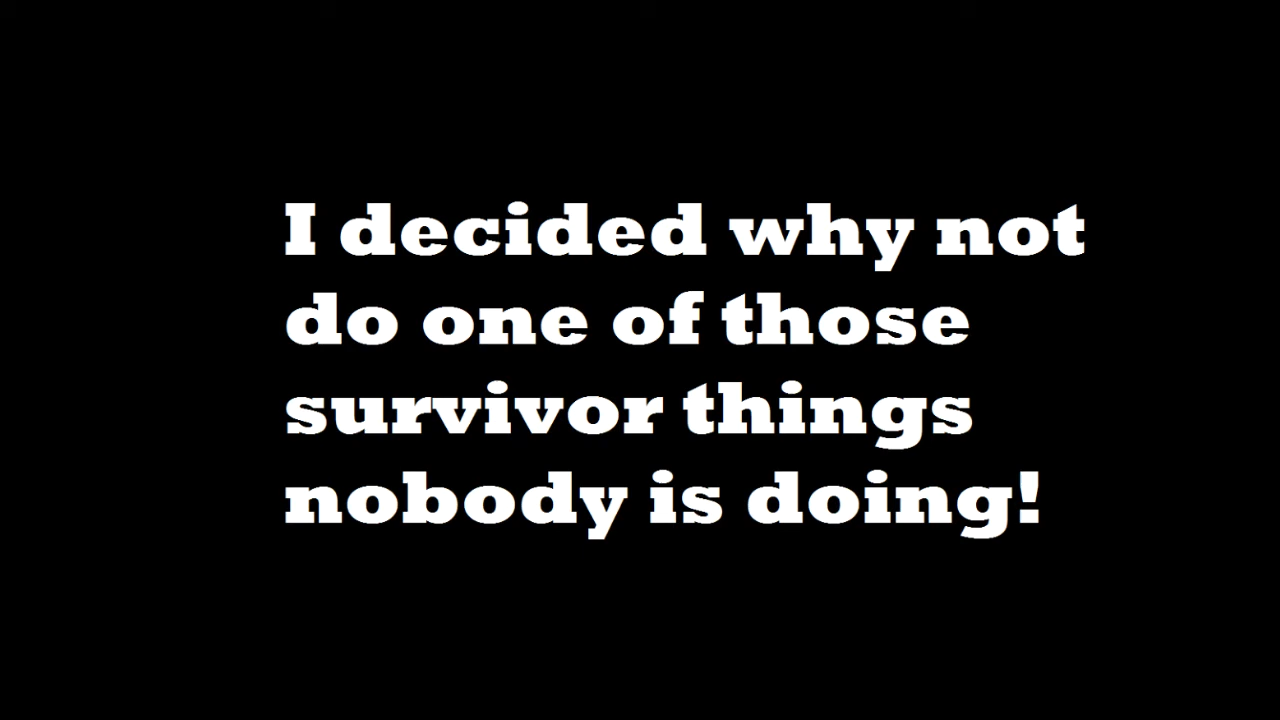 I decided why not
do one of those
survivor things
nobody is doing!